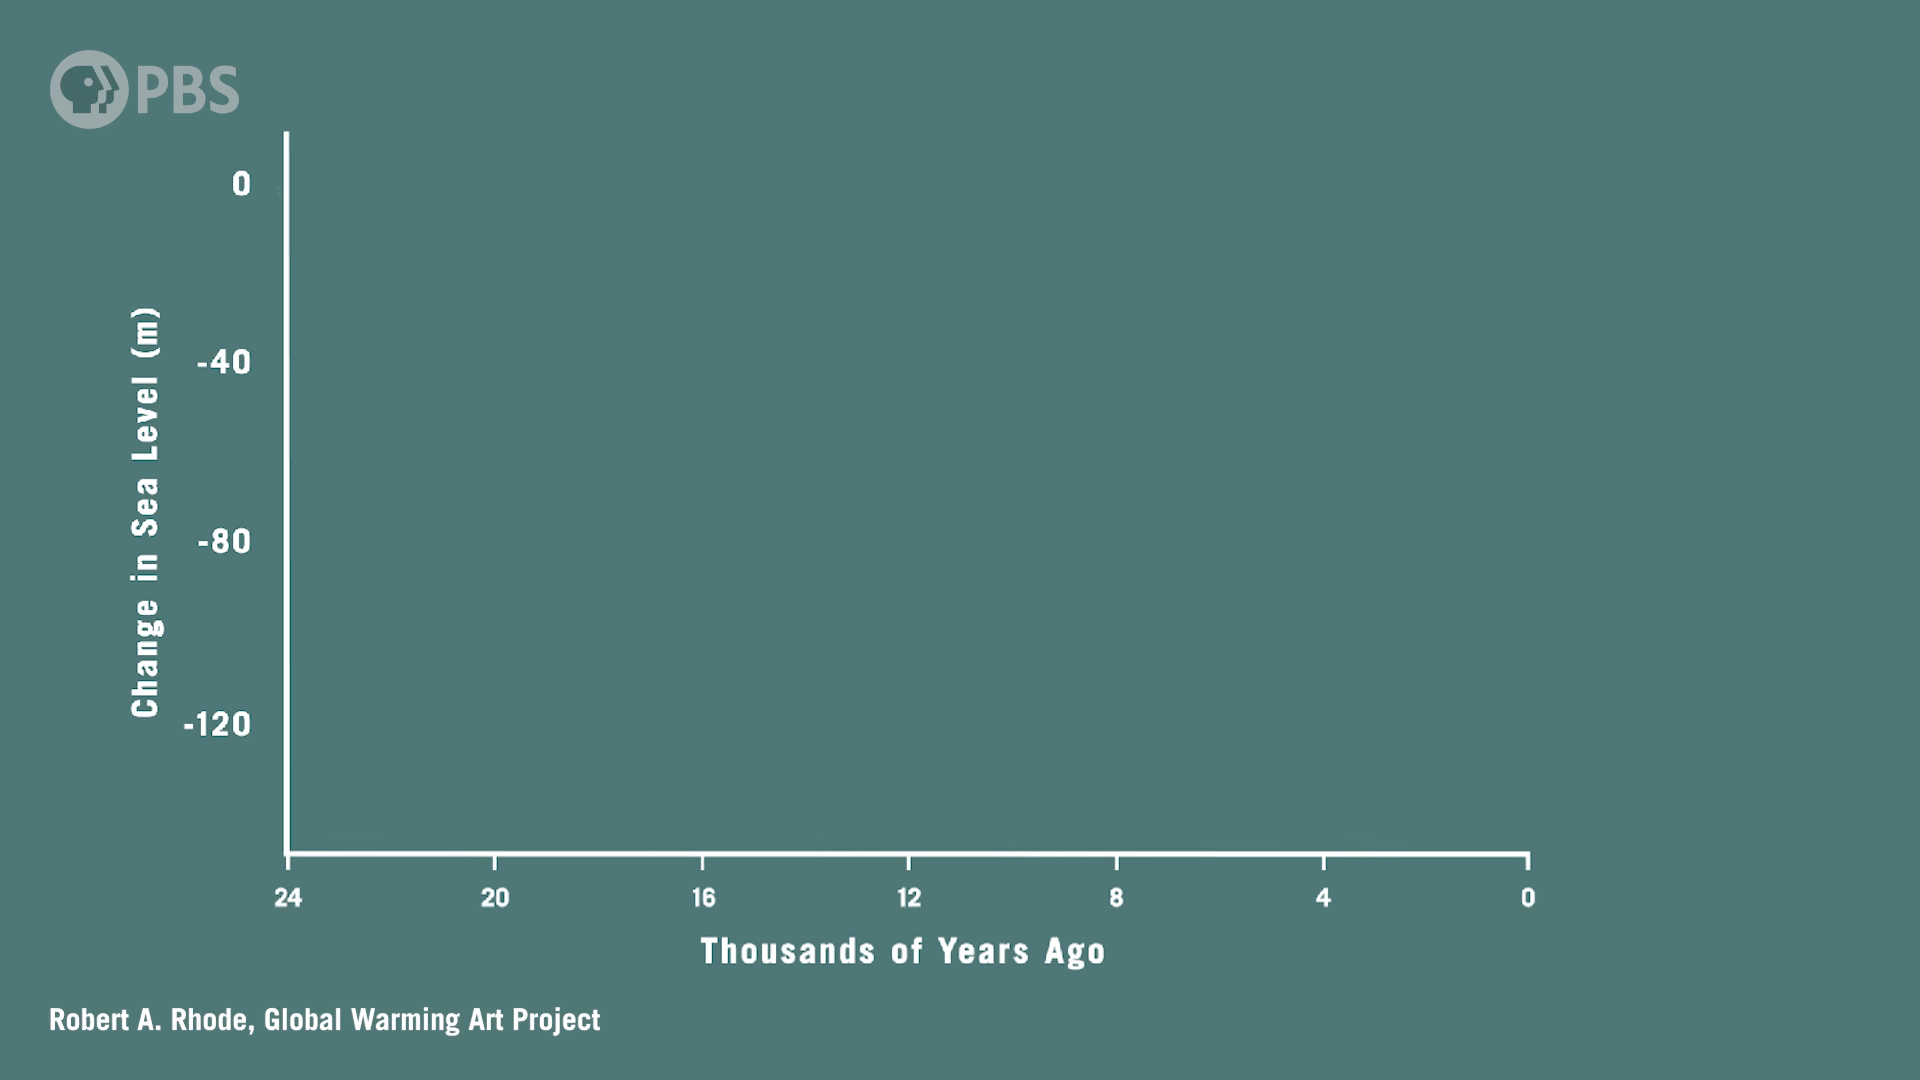 PBS
0
-40
-80
-120
Change in Sea Level (m)
24 20 16 12 8 4 0
Thousands of Years Ago
Robert A. Rhode, Global Warming Art Project